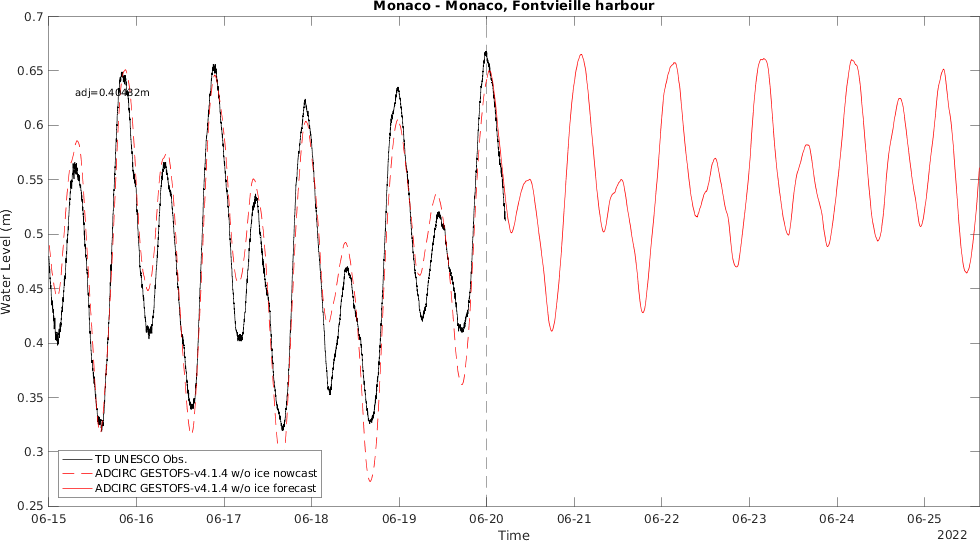 Monaco - Monaco, Fontvieille harbour
0.7
0.65
0.6
0.55
0.5
0.45
0.4
0.35
0.3
0.25
Water Level (m)
adj=0.40432m
TD UNESCO Obs.
ADCIRC GESTOFS-v4.1.4 w/o ice nowcast
ADCIRC GESTOFS-v4.1.4 w/o ice forecast
06-15 06-16 06-17 06-18 06-19 06-20 06-21 06-22 06-23 06-24 06-25
Time
2022